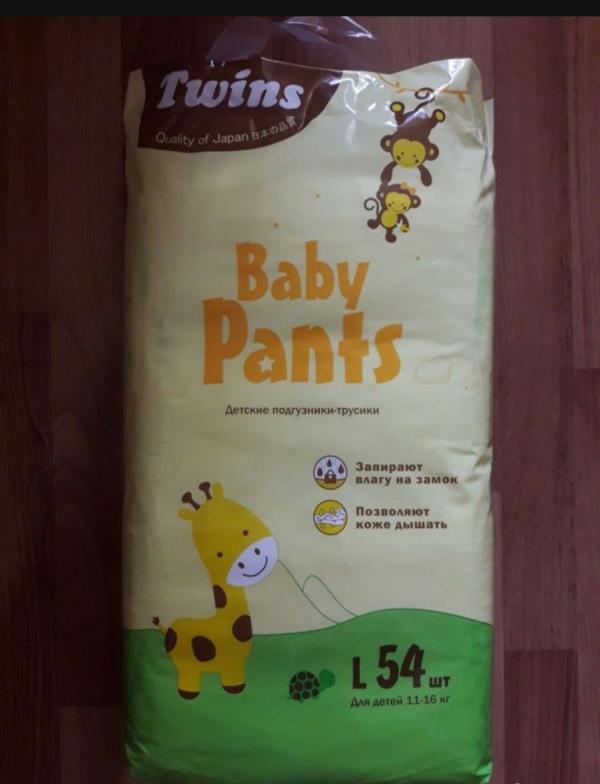 Twins
Quality of Japan 日本の品質
Baby
Pants
Детские подгузники-трусики
Запирают
влагу на замок
Позволяют
коже дышать
L 54 шт
Для детей 11-16 кг